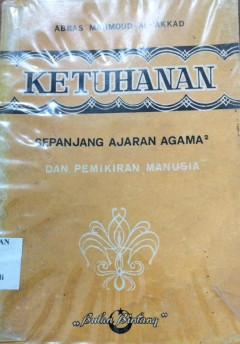 ABBAS MAHMOUD AL-AKKAD
KETUHANAN
SEPANJANG AJARAN AGAMA²
DAN PEMIKIRAN MANUSIA
„Bulan Bintang"